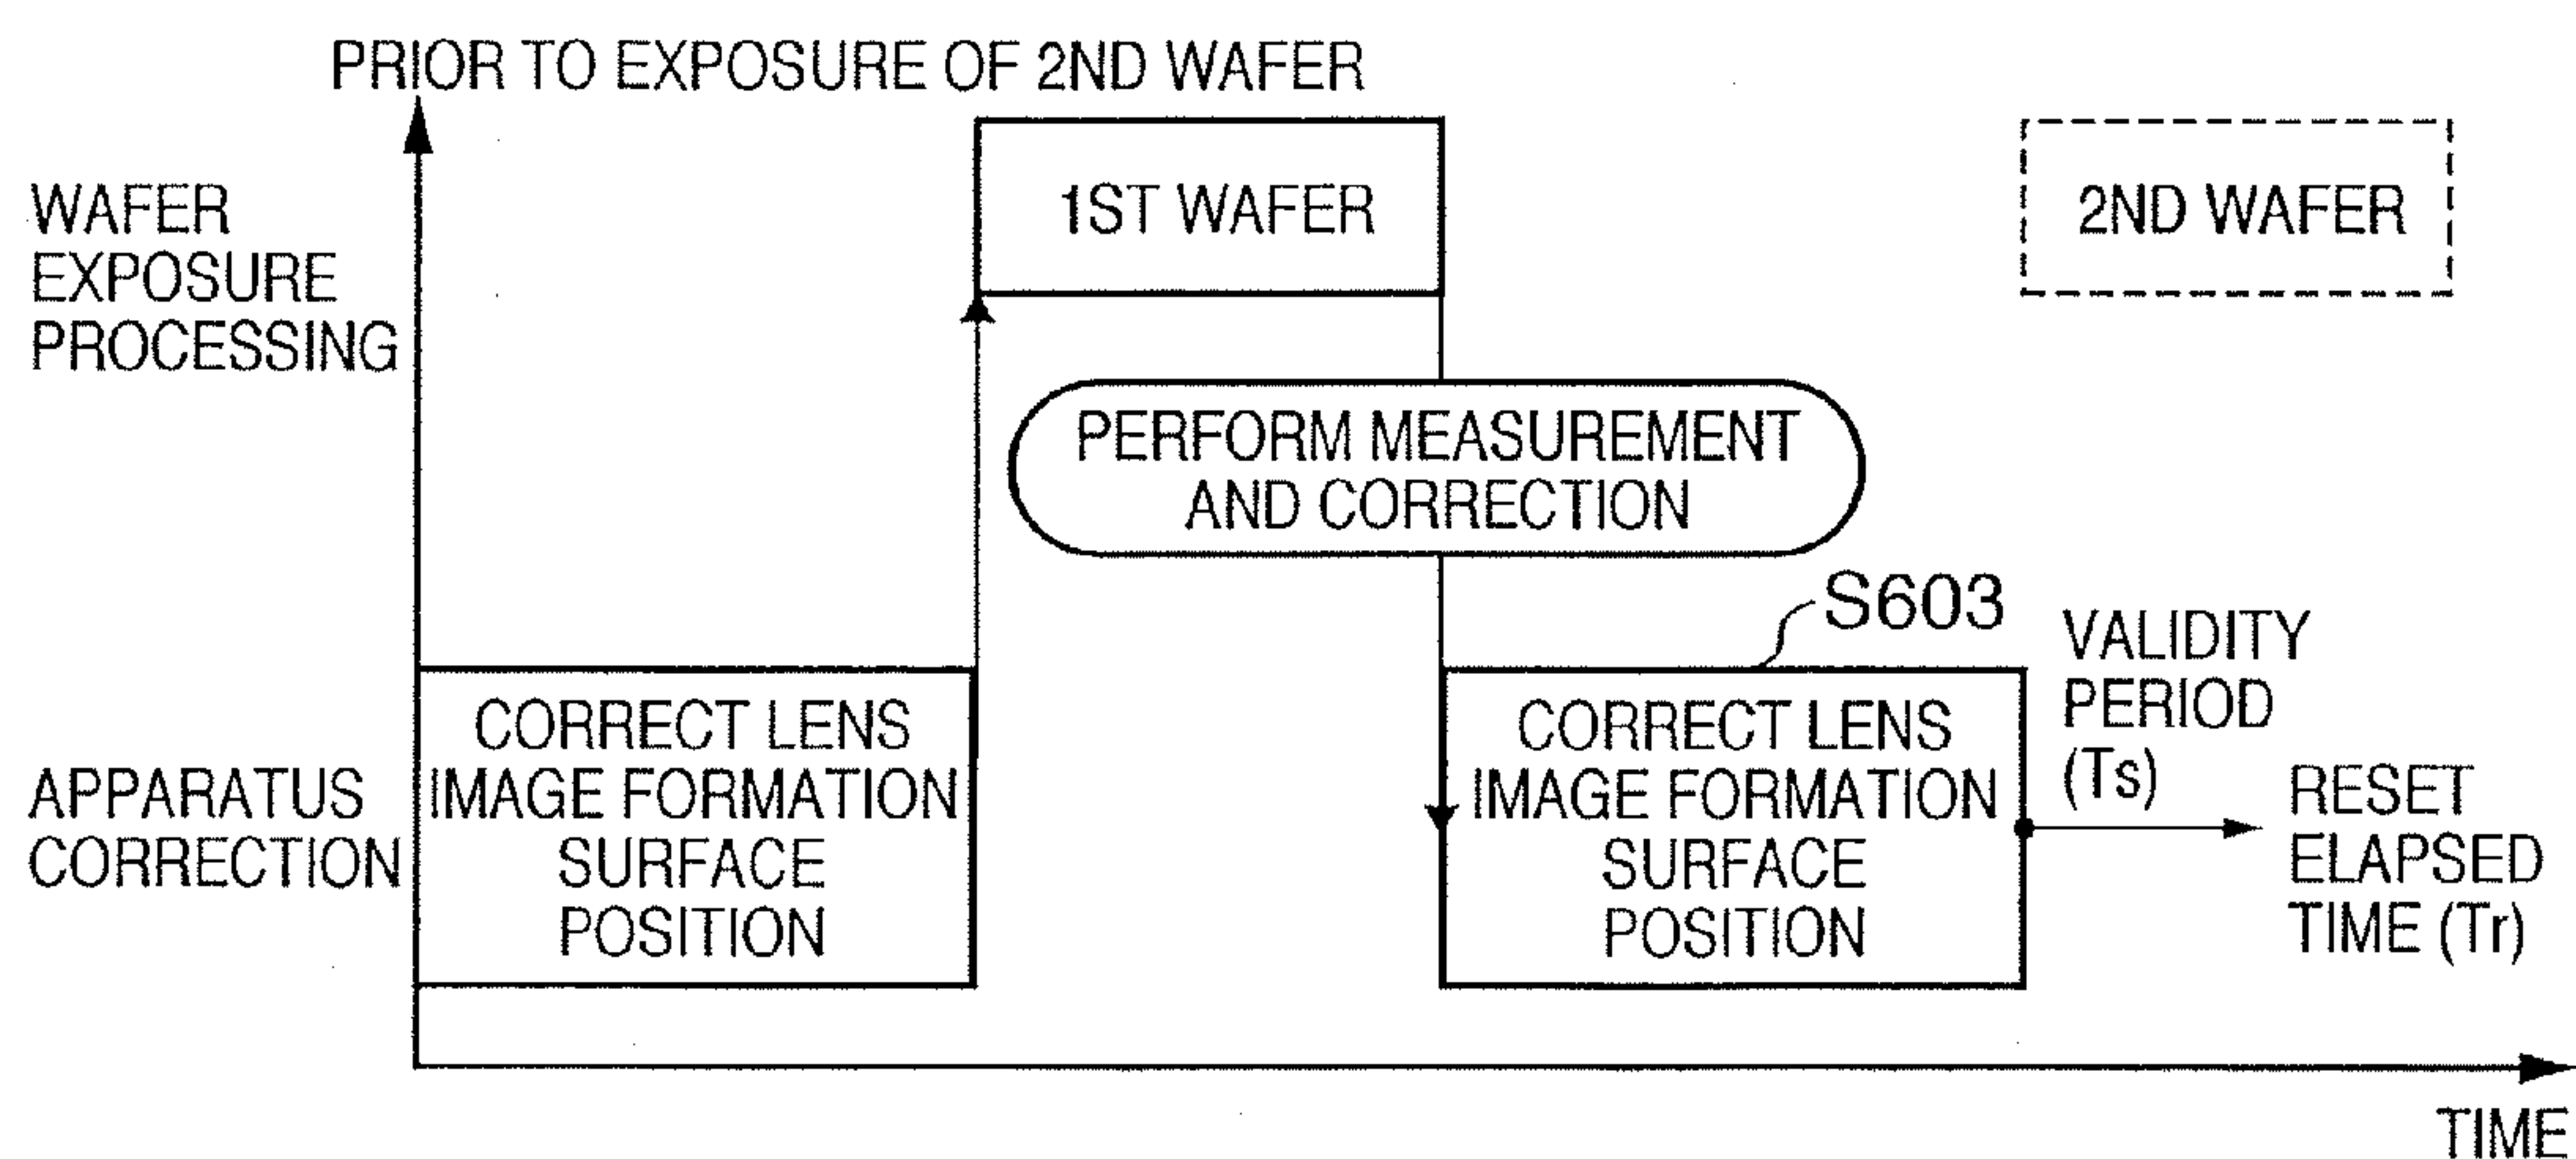 PRIOR TO EXPOSURE OF 2ND WAFER
WAFER
EXPOSURE
PROCESSING
1ST WAFER
2ND WAFER
PERFORM MEASUREMENT
AND CORRECTION
S603
APPARATUS
CORRECTION
CORRECT LENS
IMAGE FORMATION
SURFACE
POSITION
CORRECT LENS
IMAGE FORMATION
SURFACE
POSITION
VALIDITY
PERIOD
(Ts)
RESET
ELAPSED
TIME (Tr)
TIME